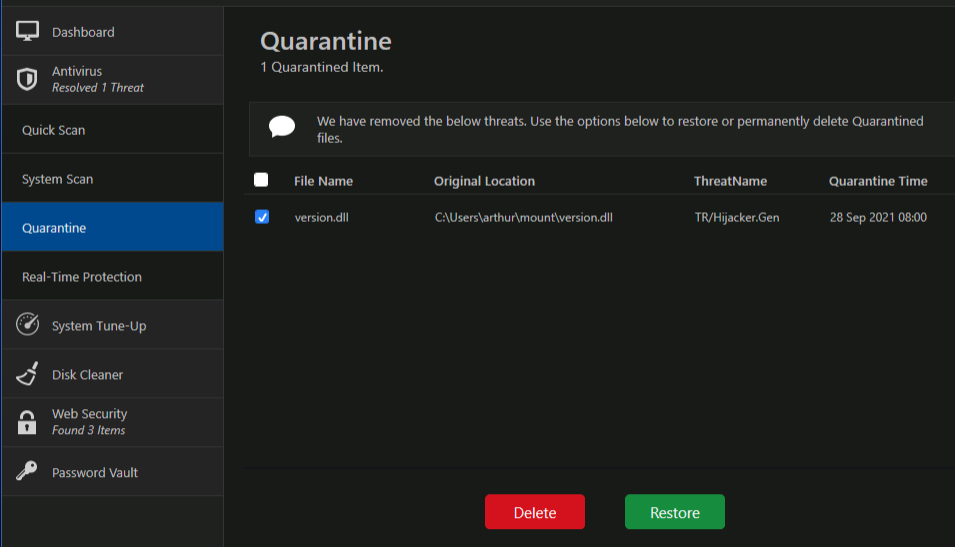 Dashboard
Antivirus
Resolved 1 Threat
Quick Scan
System Scan
Quarantine
Real-Time Protection
System Tune-Up
Disk Cleaner
Web Security
Found 3 Items
Password Vault
Quarantine
1 Quarantined Item.
We have removed the below threats. Use the options below to restore or permanently delete Quarantined
files.
File Name Original Location ThreatName Quarantine Time
version.dll C:\Users\arthur\mount\version.dll TR/Hijacker.Gen 28 Sep 2021 08:00
Delete Restore